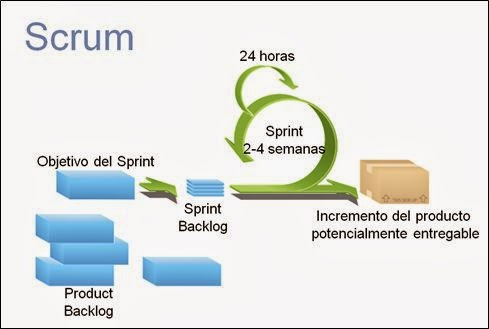 Scrum
24 horas
Sprint
2-4 semanas
Objetivo del Sprint
Sprint
Backlog
Incremento del producto
potencialmente entregable
Product
Backlog